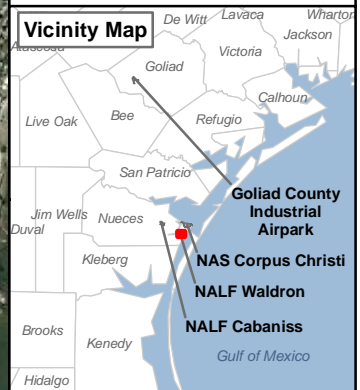 Vicinity Map
De Witt
Lavaca
Wharton
Jackson
Atascosa
Goliad
Victoria
Calhoun
Live Oak
Bee
Refugio
San Patricio
Goliad County
Industrial
Airpark
Jim Wells
Nueces
Duval
NAS Corpus Christi
Kleberg
NALF Waldron
NALF Cabaniss
Brooks
Kenedy
Gulf of Mexico
Hidalgo